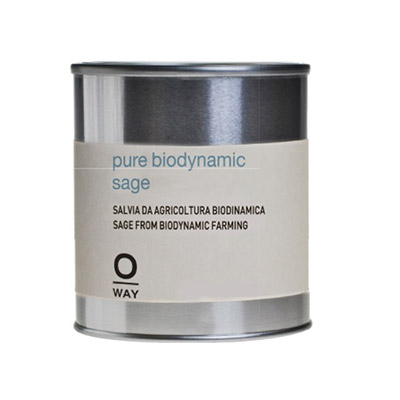 pure biodynamic
sage
SALVIA DA AGRICOLTURA BIODINAMICA
SAGE FROM BIODYNAMIC FARMING
O
WAY